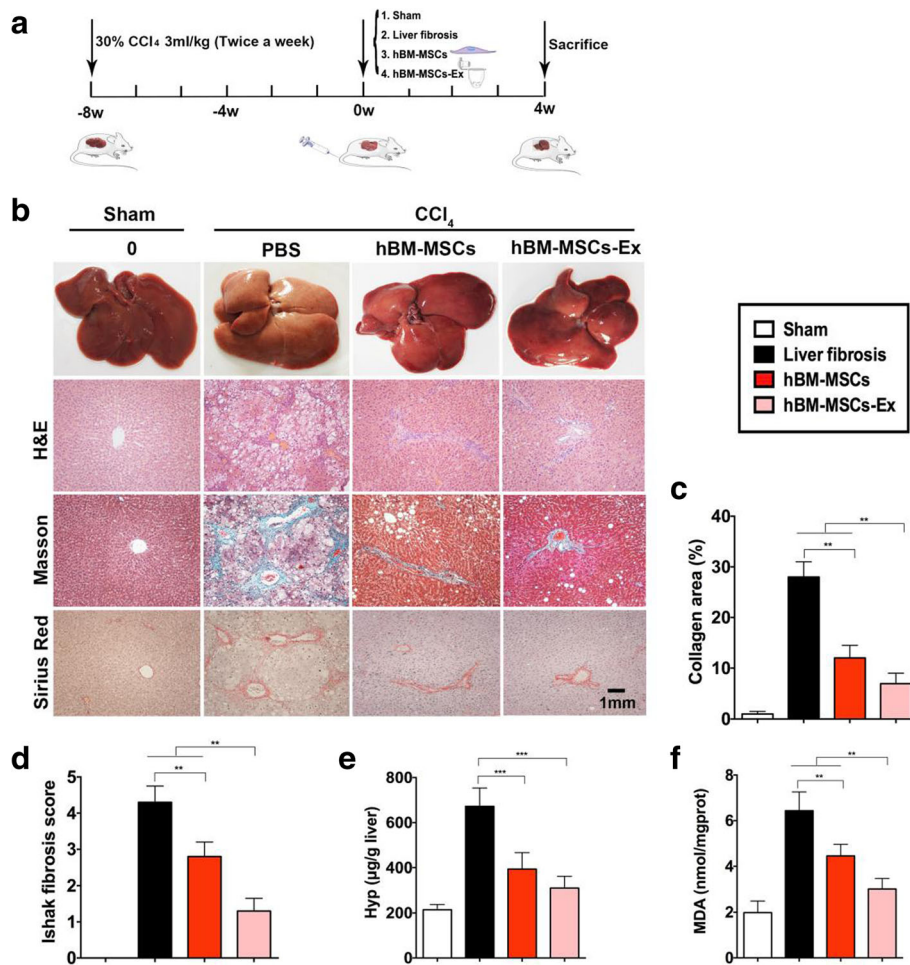 a
30% CCl₄ 3ml/kg (Twice a week)
1. Sham
2. Liver fibrosis
3. hBM-MSCs
4. hBM-MSCs-Ex
Sacrifice
-8w -4w 0w 4w
b
Sham CCl₄
0 PBS hBM-MSCs hBM-MSCs-Ex
H&E
Masson
Sirius Red
1mm
Sham
Liver fibrosis
hBM-MSCs
hBM-MSCs-Ex
c
Collagen area (%)
40
30
20
10
0
**
**
d
Ishak fibrosis score
5
4
3
2
1
0
**
**
e
Hyp (μg/g liver)
800
600
400
200
0
***
***
f
MDA (nmol/mgprot)
8
6
4
2
0
**
**